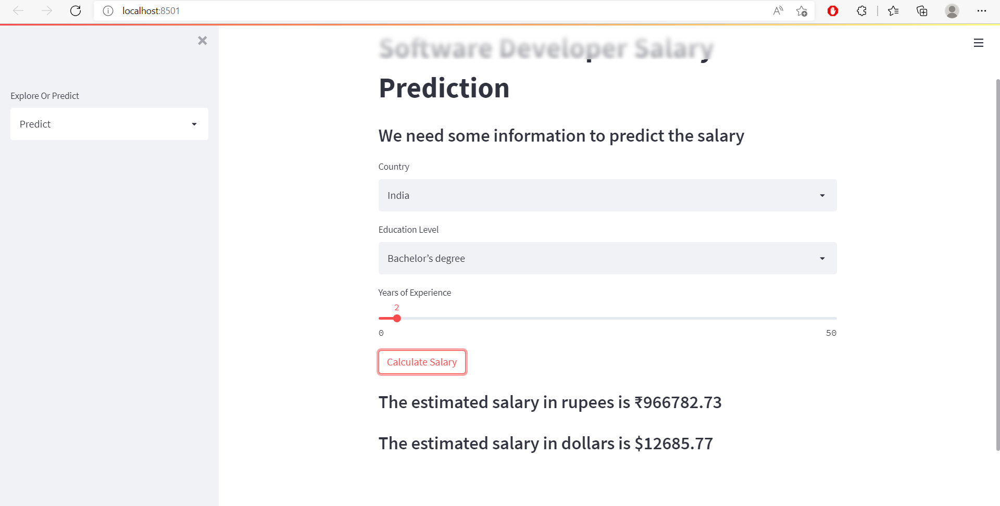 localhost:8501
Explore Or Predict
Predict
Software Developer Salary
Prediction
We need some information to predict the salary
Country
India
Education Level
Bachelor’s degree
Years of Experience
2
0 50
Calculate Salary
The estimated salary in rupees is ₹966782.73
The estimated salary in dollars is $12685.77